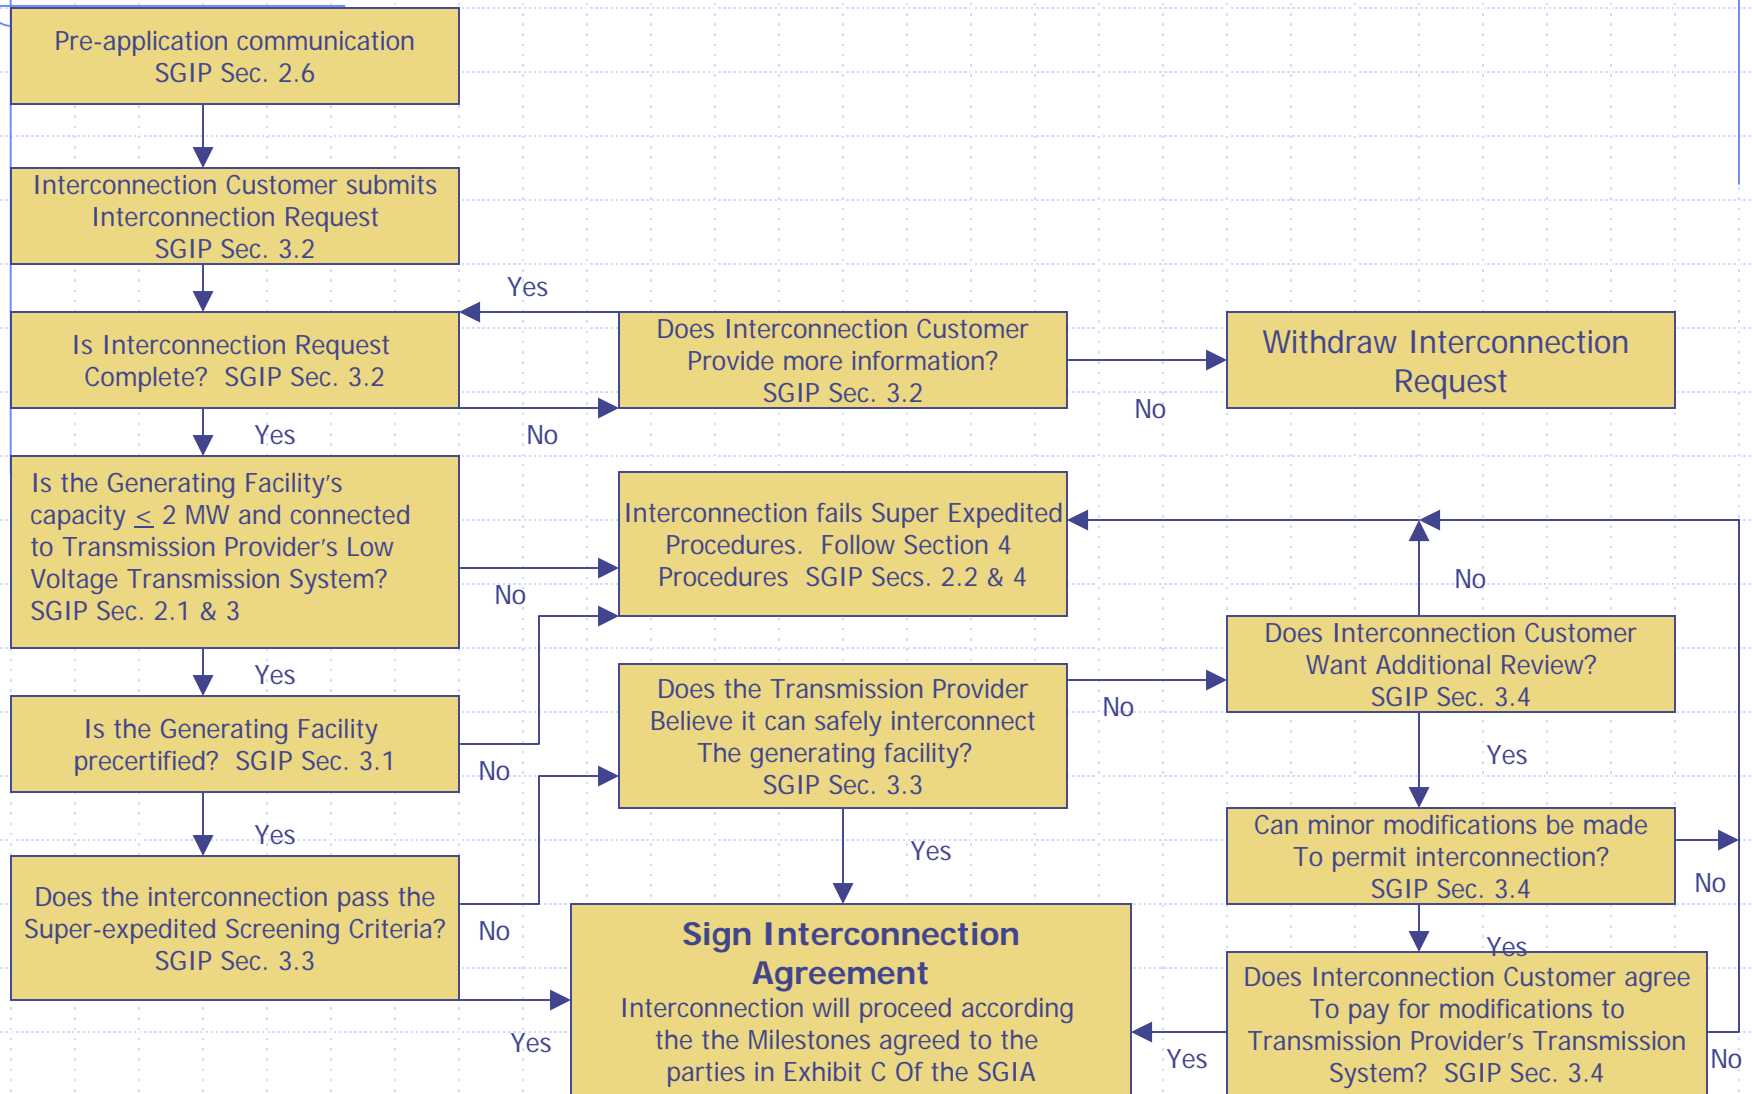 Pre-application communication
SGIP Sec. 2.6
Interconnection Customer submits
Interconnection Request
SGIP Sec. 3.2
Yes
Is Interconnection Request
Complete? SGIP Sec. 3.2
Does Interconnection Customer
Provide more information?
SGIP Sec. 3.2
Withdraw Interconnection
Request
No
Yes
No
Is the Generating Facility's
capacity < 2 MW and connected
to Transmission Provider's Low
Voltage Transmission System?
SGIP Sec. 2.1 & 3
No
Interconnection fails Super Expedited
Procedures. Follow Section 4
Procedures SGIP Secs. 2.2 & 4
No
Does Interconnection Customer
Want Additional Review?
SGIP Sec. 3.4
Yes
Is the Generating Facility
precertified? SGIP Sec. 3.1
No
Does the Transmission Provider
Believe it can safely interconnect
The generating facility?
SGIP Sec. 3.3
No
Yes
Can minor modifications be made
To permit interconnection?
SGIP Sec. 3.4
No
Yes
Yes
Does the interconnection pass the
Super-expedited Screening Criteria?
SGIP Sec. 3.3
No
Yes
Sign Interconnection
Agreement
Interconnection will proceed according
the the Milestones agreed to the
parties in Exhibit C Of the SGIA
Yes
Does Interconnection Customer agree
To pay for modifications to
Transmission Provider's Transmission
System? SGIP Sec. 3.4
Yes
No